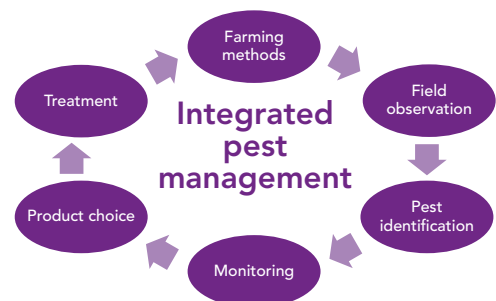 Farming
methods
Field
observation
Pest
identification
Monitoring
Product choice
Treatment
Integrated
pest
management